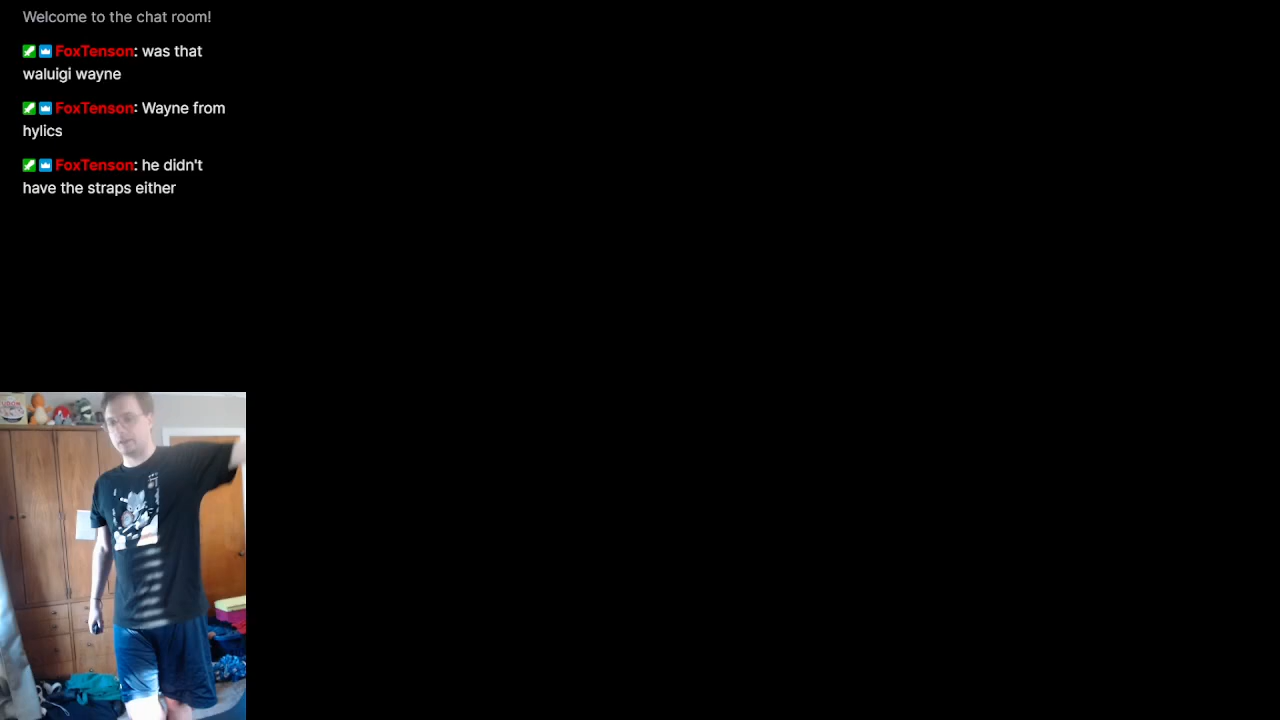 Welcome to the chat room!
FoxTenson: was that
waluigi wayne
FoxTenson: Wayne from
hylics
FoxTenson: he didn't
have the straps either